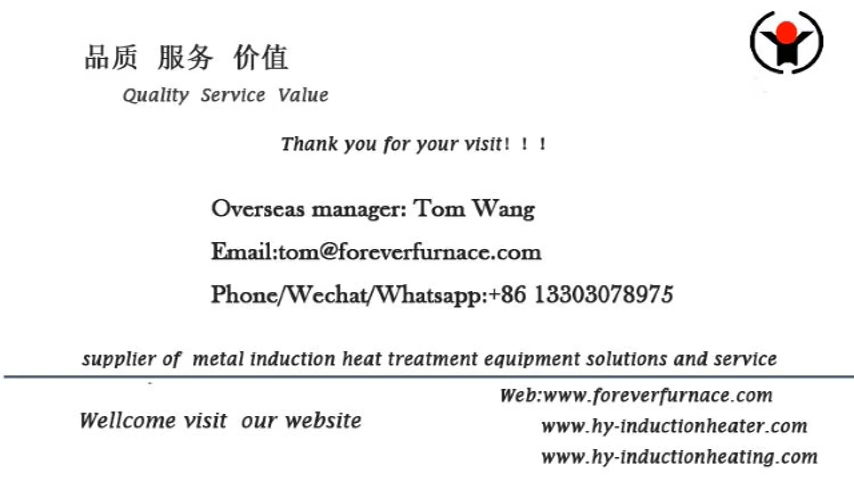 品质 服务 价值
Quality Service Value
Thank you for your visit！！！
Overseas manager: Tom Wang
Email:tom@foreverfurnace.com
Phone/Wechat/Whatsapp:+86 13303078975
supplier of metal induction heat treatment equipment solutions and service
Web:www.foreverfurnace.com
Wellcome visit our website
www.hy-inductionheater.com
www.hy-inductionheating.com